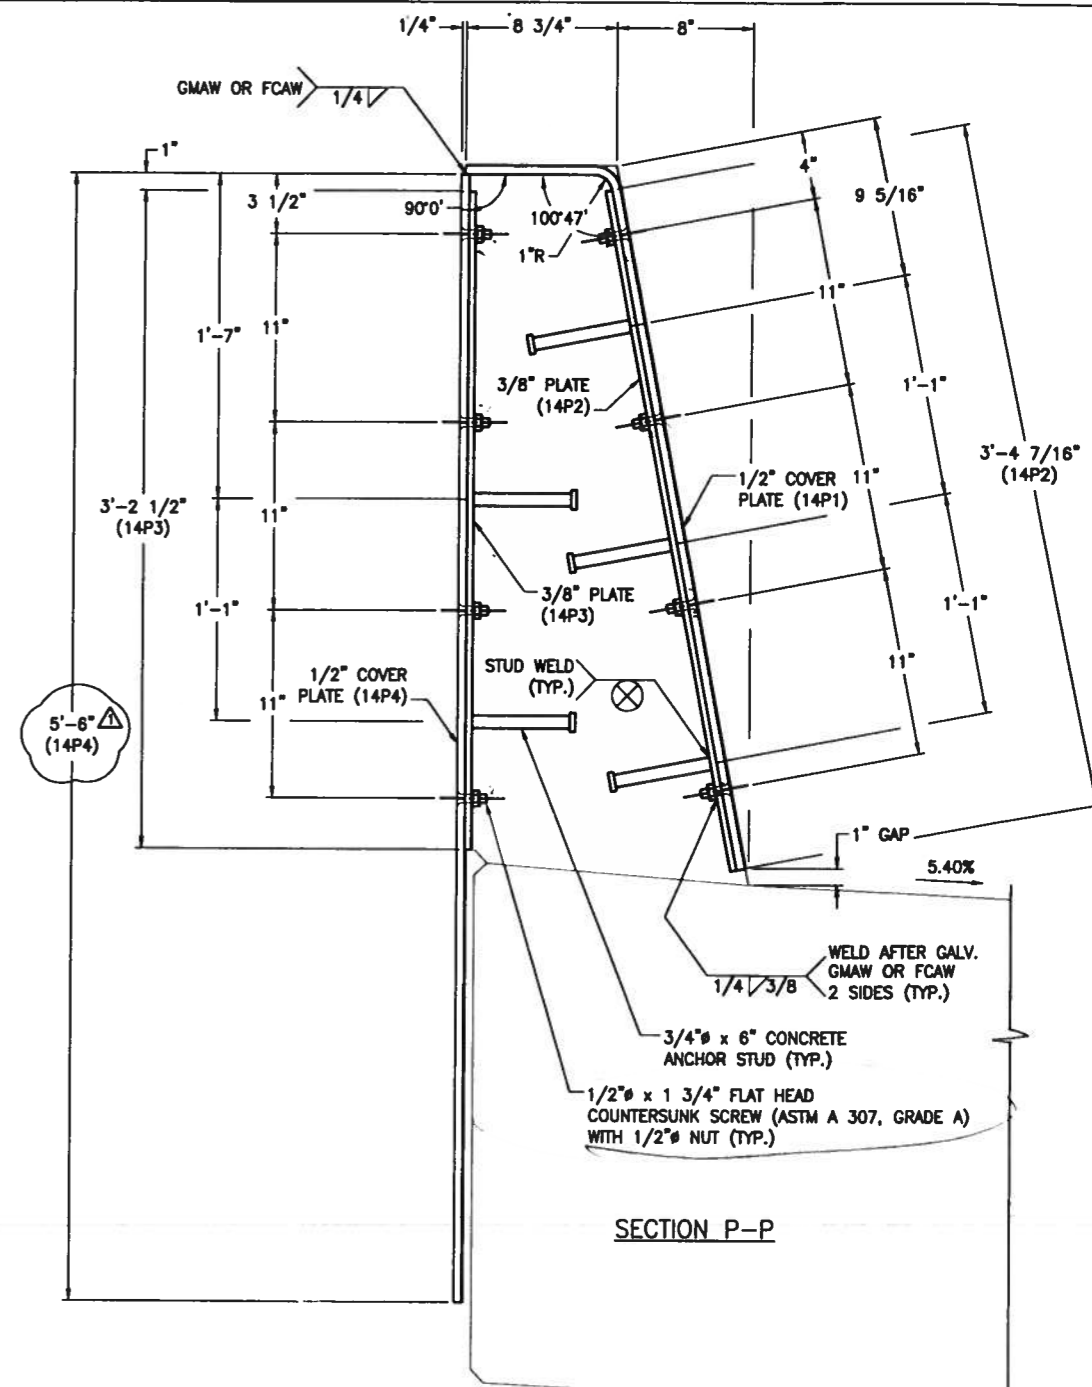 1/4"
8 3/4"
8"
GMAW OR FCAW
1/4
1"
4"
9 5/16"
3 1/2"
90°0'
100°47'
1"R
11"
1'-7"
11"
3/8" PLATE
(14P2)
1'-1"
3'-4 7/16"
(14P2)
1/2" COVER
PLATE (14P1)
11"
3'-2 1/2"
(14P3)
11"
3/8" PLATE
(14P3)
1'-1"
1'-1"
STUD WELD
(TYP.)
11"
1/2" COVER
PLATE (14P4)
11"
5'-6" 1
(14P4)
1" GAP
5.40%
WELD AFTER GALV.
GMAW OR FCAW
2 SIDES (TYP.)
1/4 3/8
3/4"ø x 6" CONCRETE
ANCHOR STUD (TYP.)
1/2"ø x 1 3/4" FLAT HEAD
COUNTERSUNK SCREW (ASTM A 307, GRADE A)
WITH 1/2"ø NUT (TYP.)
SECTION P-P